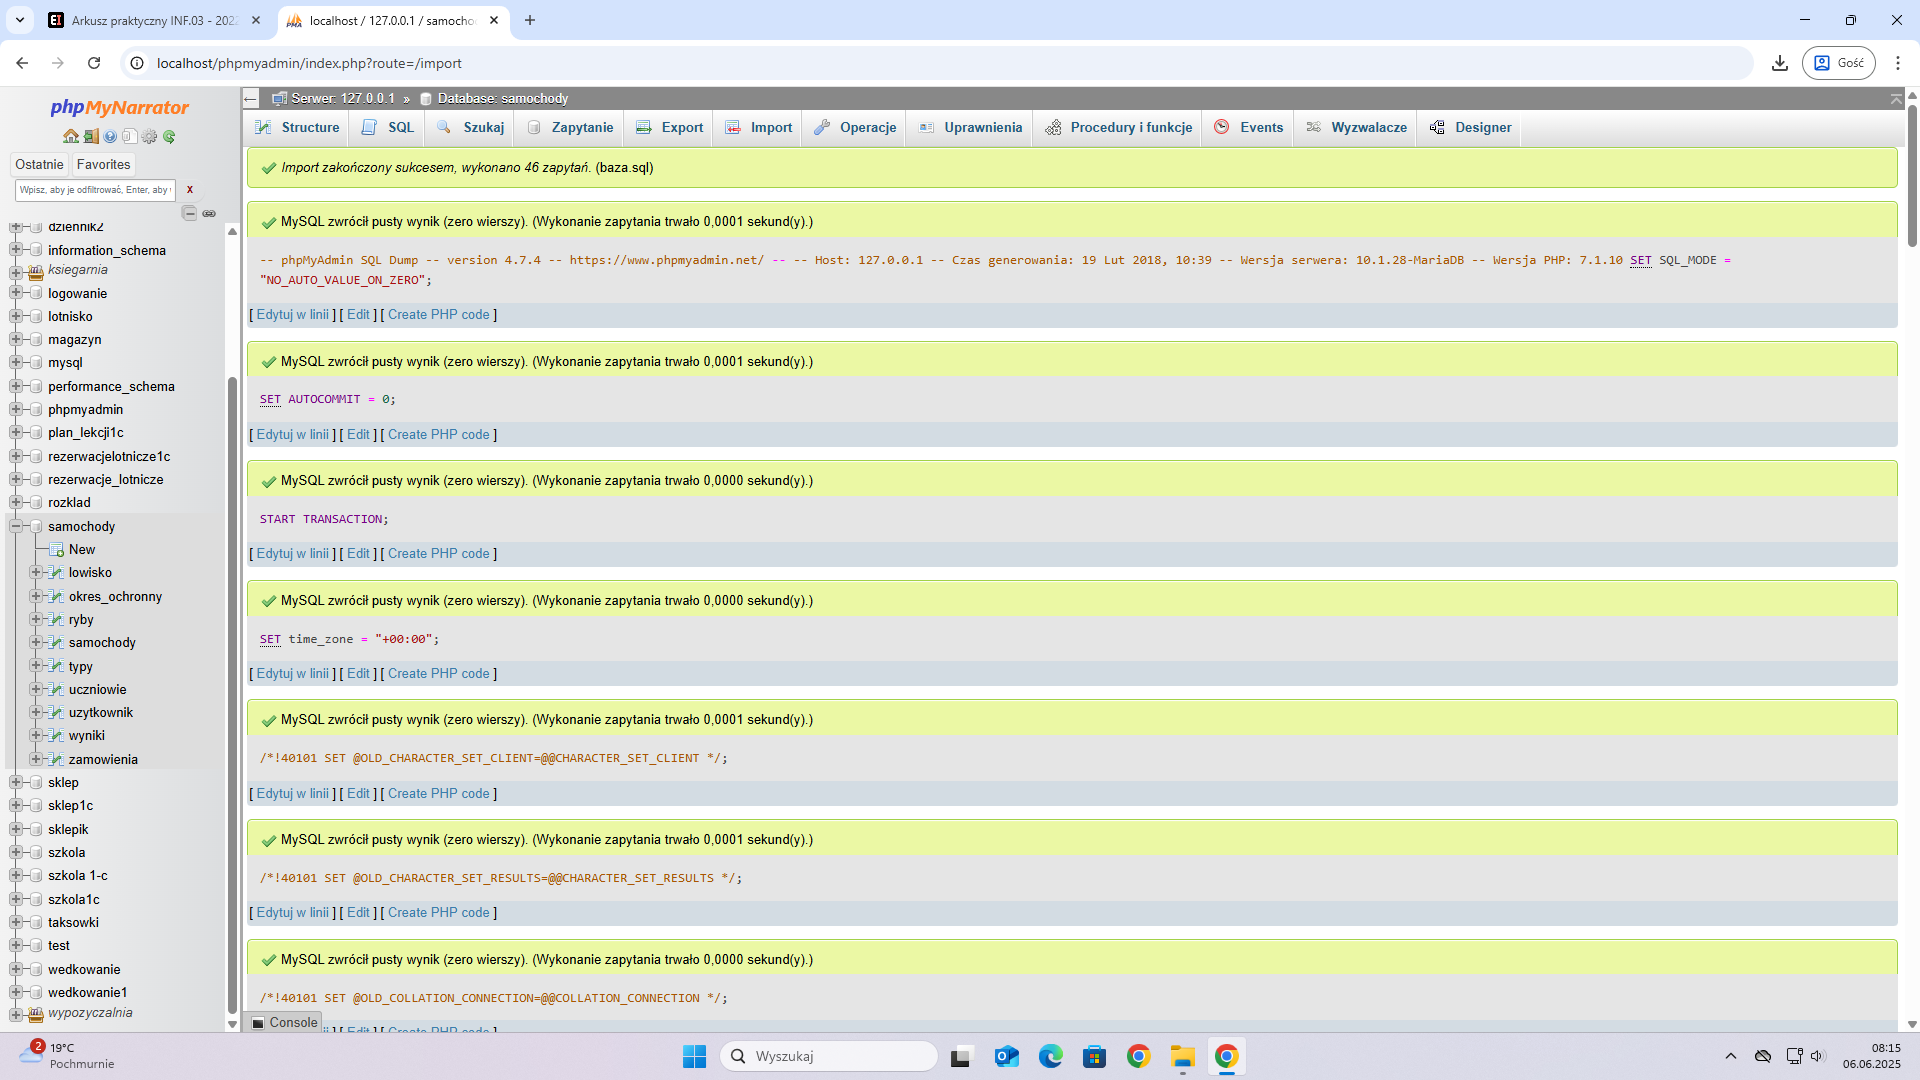 Arkusz praktyczny INF.03 - 2022
localhost / 127.0.0.1 / samocho
localhost/phpmyadmin/index.php?route=/import
Gość
phpMyNarrator
Ostatnie
Favorites
Wpisz, aby je odfiltrować, Enter, aby
X
dziennik2
information_schema
ksiegarnia
logowanie
lotnisko
magazyn
mysql
performance_schema
phpmyadmin
plan_lekcji1c
rezerwacjelotnicze1c
rezerwacje_lotnicze
rozklad
samochody
New
lowisko
okres_ochronny
ryby
samochody
typy
uczniowie
uzytkownik
wyniki
zamowienia
sklep
sklep1c
sklepik
szkola
szkola 1-c
szkola1c
taksowki
test
wedkowanie
wedkowanie1
wypozyczalnia
Serwer: 127.0.0.1 » Database: samochody
Structure SQL Szukaj Zapytanie Export Import Operacje Uprawnienia Procedury i funkcje Events Wyzwalacze Designer
Import zakończony sukcesem, wykonano 46 zapytań. (baza.sql)
MySQL zwrócił pusty wynik (zero wierszy). (Wykonanie zapytania trwało 0,0001 sekund(y).)
-- phpMyAdmin SQL Dump -- version 4.7.4 -- https://www.phpmyadmin.net/ -- -- Host: 127.0.0.1 -- Czas generowania: 19 Lut 2018, 10:39 -- Wersja serwera: 10.1.28-MariaDB -- Wersja PHP: 7.1.10 SET SQL_MODE =
"NO_AUTO_VALUE_ON_ZERO";
[ Edytuj w linii ] [ Edit ] [ Create PHP code ]
MySQL zwrócił pusty wynik (zero wierszy). (Wykonanie zapytania trwało 0,0001 sekund(y).)
SET AUTOCOMMIT = 0;
[ Edytuj w linii ] [ Edit ] [ Create PHP code ]
MySQL zwrócił pusty wynik (zero wierszy). (Wykonanie zapytania trwało 0,0000 sekund(y).)
START TRANSACTION;
[ Edytuj w linii ] [ Edit ] [ Create PHP code ]
MySQL zwrócił pusty wynik (zero wierszy). (Wykonanie zapytania trwało 0,0000 sekund(y).)
SET time_zone = "+00:00";
[ Edytuj w linii ] [ Edit ] [ Create PHP code ]
MySQL zwrócił pusty wynik (zero wierszy). (Wykonanie zapytania trwało 0,0001 sekund(y).)
/*!40101 SET @OLD_CHARACTER_SET_CLIENT=@@CHARACTER_SET_CLIENT */;
[ Edytuj w linii ] [ Edit ] [ Create PHP code ]
MySQL zwrócił pusty wynik (zero wierszy). (Wykonanie zapytania trwało 0,0001 sekund(y).)
/*!40101 SET @OLD_CHARACTER_SET_RESULTS=@@CHARACTER_SET_RESULTS */;
[ Edytuj w linii ] [ Edit ] [ Create PHP code ]
MySQL zwrócił pusty wynik (zero wierszy). (Wykonanie zapytania trwało 0,0000 sekund(y).)
/*!40101 SET @OLD_COLLATION_CONNECTION=@@COLLATION_CONNECTION */;
Console
] [ Edit ] [ Create PHP code ]
2
19°C
Pochmurnie
Wyszukaj
08:15
06.06.2025